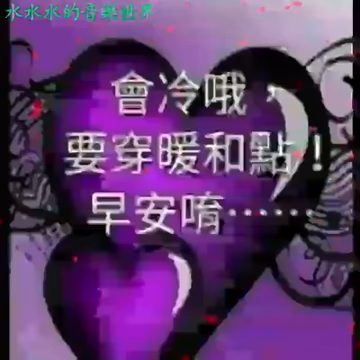 水水水的音樂世界
會冷哦，
要穿暖和點！
早安唷⋯⋯